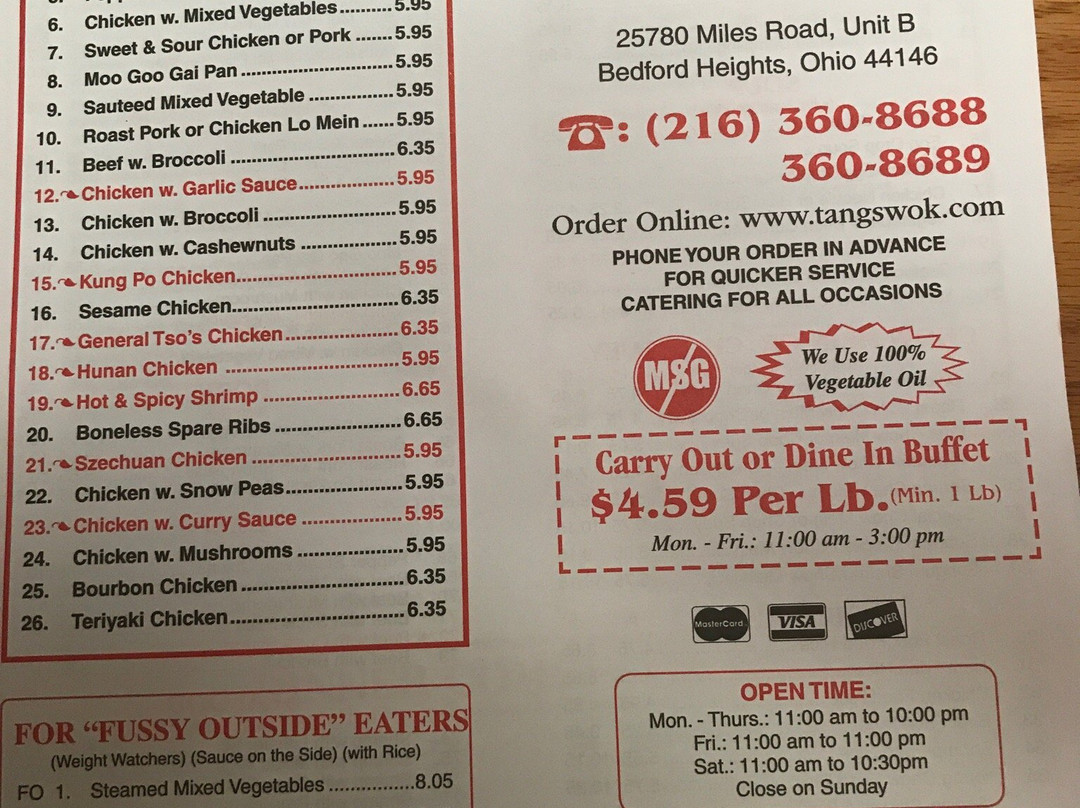 6. Chicken w. Mixed Vegetables..........5.95
7. Sweet & Sour Chicken or Pork.......5.95
8. Moo Goo Gai Pan.............................5.95
9. Sauteed Mixed Vegetable................5.95
10. Roast Pork or Chicken Lo Mein......5.95
11. Beef w. Broccoli...............................6.35
12. Chicken w. Garlic Sauce..................5.95
13. Chicken w. Broccoli.........................5.95
14. Chicken w. Cashewnuts..................5.95
15. Kung Po Chicken..............................5.95
16. Sesame Chicken...............................6.35
17. General Tso's Chicken.....................6.35
18. Hunan Chicken................................5.95
19. Hot & Spicy Shrimp.........................6.65
20. Boneless Spare Ribs.......................6.65
21. Szechuan Chicken...........................5.95
22. Chicken w. Snow Peas.....................5.95
23. Chicken w. Curry Sauce...................5.95
24. Chicken w. Mushrooms....................5.95
25. Bourbon Chicken.............................6.35
26. Teriyaki Chicken..............................6.35
FOR “FUSSY OUTSIDE” EATERS
(Weight Watchers) (Sauce on the Side) (with Rice)
FO 1. Steamed Mixed Vegetables................8.05
25780 Miles Road, Unit B
Bedford Heights, Ohio 44146
☎: (216) 360-8688
360-8689
Order Online: www.tangswok.com
PHONE YOUR ORDER IN ADVANCE
FOR QUICKER SERVICE
CATERING FOR ALL OCCASIONS
MSG
We Use 100%
Vegetable Oil
Carry Out or Dine In Buffet
$4.59 Per Lb.(Min. 1 Lb)
Mon. - Fri.: 11:00 am - 3:00 pm
MasterCard VISA DISCOVER
OPEN TIME:
Mon. - Thurs.: 11:00 am to 10:00 pm
Fri.: 11:00 am to 11:00 pm
Sat.: 11:00 am to 10:30pm
Close on Sunday